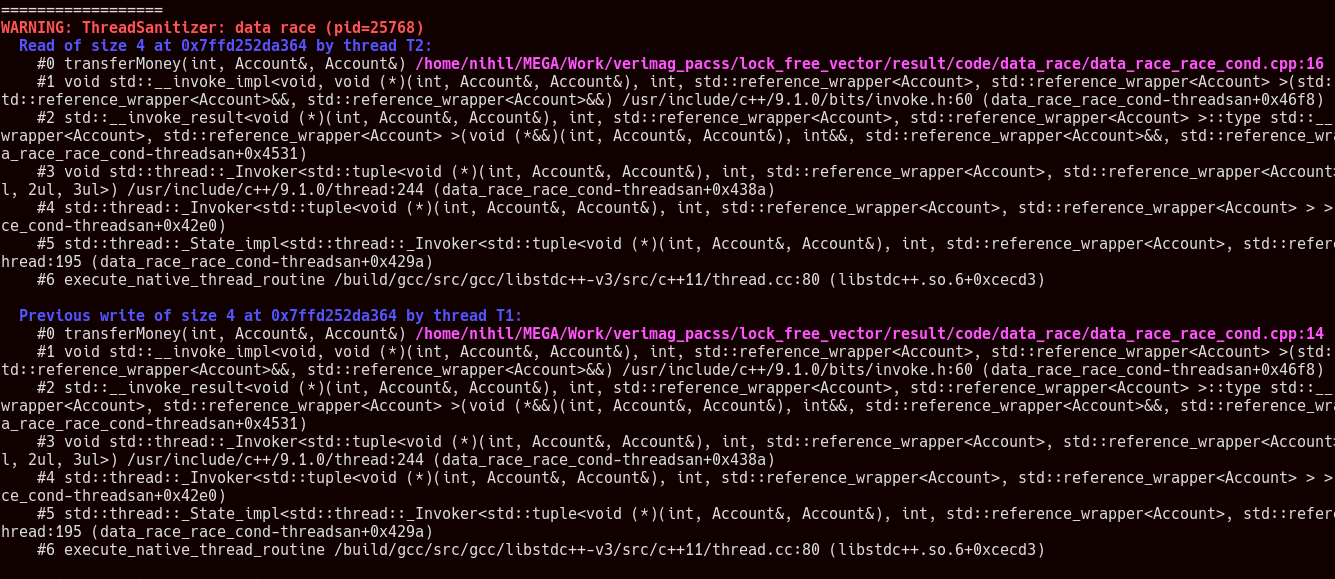 ==================
WARNING: ThreadSanitizer: data race (pid=25768)
  Read of size 4 at 0x7ffd252da364 by thread T2:
    #0 transferMoney(int, Account&, Account&) /home/nihil/MEGA/Work/verimag_pacss/lock_free_vector/result/code/data_race/data_race_race_cond.cpp:16
    #1 void std::__invoke_impl<void, void (*)(int, Account&, Account&), int, std::reference_wrapper<Account>, std::reference_wrapper<Account> >(std:
td::reference_wrapper<Account>&&, std::reference_wrapper<Account>&&) /usr/include/c++/9.1.0/bits/invoke.h:60 (data_race_race_cond-threadsan+0x46f8)
    #2 std::__invoke_result<void (*)(int, Account&, Account&), int, std::reference_wrapper<Account>, std::reference_wrapper<Account> >::type std::__
wrapper<Account>, std::reference_wrapper<Account> >(void (*&&)(int, Account&, Account&), int&&, std::reference_wrapper<Account>&&, std::reference_wra
a_race_race_cond-threadsan+0x4531)
    #3 void std::thread::_Invoker<std::tuple<void (*)(int, Account&, Account&), int, std::reference_wrapper<Account>, std::reference_wrapper<Account>
l, 2ul, 3ul>) /usr/include/c++/9.1.0/thread:244 (data_race_race_cond-threadsan+0x438a)
    #4 std::thread::_Invoker<std::tuple<void (*)(int, Account&, Account&), int, std::reference_wrapper<Account>, std::reference_wrapper<Account> > >
ce_cond-threadsan+0x42e0)
    #5 std::thread::_State_impl<std::thread::_Invoker<std::tuple<void (*)(int, Account&, Account&), int, std::reference_wrapper<Account>, std::refere
hread:195 (data_race_race_cond-threadsan+0x429a)
    #6 execute_native_thread_routine /build/gcc/src/gcc/libstdc++-v3/src/c++11/thread.cc:80 (libstdc++.so.6+0xcecd3)

  Previous write of size 4 at 0x7ffd252da364 by thread T1:
    #0 transferMoney(int, Account&, Account&) /home/nihil/MEGA/Work/verimag_pacss/lock_free_vector/result/code/data_race/data_race_race_cond.cpp:14
    #1 void std::__invoke_impl<void, void (*)(int, Account&, Account&), int, std::reference_wrapper<Account>, std::reference_wrapper<Account> >(std:
td::reference_wrapper<Account>&&, std::reference_wrapper<Account>&&) /usr/include/c++/9.1.0/bits/invoke.h:60 (data_race_race_cond-threadsan+0x46f8)
    #2 std::__invoke_result<void (*)(int, Account&, Account&), int, std::reference_wrapper<Account>, std::reference_wrapper<Account> >::type std::__
wrapper<Account>, std::reference_wrapper<Account> >(void (*&&)(int, Account&, Account&), int&&, std::reference_wrapper<Account>&&, std::reference_wra
a_race_race_cond-threadsan+0x4531)
    #3 void std::thread::_Invoker<std::tuple<void (*)(int, Account&, Account&), int, std::reference_wrapper<Account>, std::reference_wrapper<Account>
l, 2ul, 3ul>) /usr/include/c++/9.1.0/thread:244 (data_race_race_cond-threadsan+0x438a)
    #4 std::thread::_Invoker<std::tuple<void (*)(int, Account&, Account&), int, std::reference_wrapper<Account>, std::reference_wrapper<Account> > >
ce_cond-threadsan+0x42e0)
    #5 std::thread::_State_impl<std::thread::_Invoker<std::tuple<void (*)(int, Account&, Account&), int, std::reference_wrapper<Account>, std::refere
hread:195 (data_race_race_cond-threadsan+0x429a)
    #6 execute_native_thread_routine /build/gcc/src/gcc/libstdc++-v3/src/c++11/thread.cc:80 (libstdc++.so.6+0xcecd3)